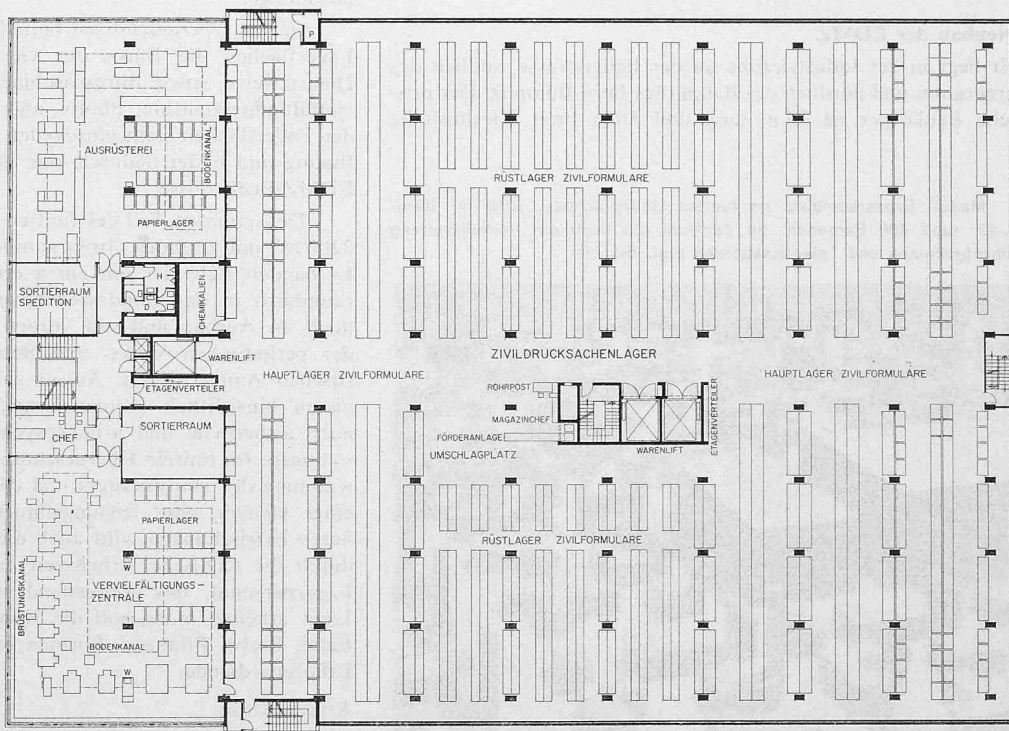 P
AUSRÜSTEREI
BODENKANAL
PAPIERLAGER
RÜSTLAGER ZIVILFORMULARE
SORTIERRAUM
SPEDITION
H
D
CHEMIKALIEN
WARENLIFT
ETAGENVERTEILER
HAUPTLAGER ZIVILFORMULARE
ZIVILDRUCKSACHENLAGER
HAUPTLAGER ZIVILFORMULARE
CHEF
SORTIERRAUM
ROHRPOST
MAGAZINCHEF
FÖRDERANLAGE
UMSCHLAGPLATZ
WARENLIFT
ETAGENVERTEILER
PAPIERLAGER
RÜSTLAGER ZIVILFORMULARE
W
VERVIELFÄLTIGUNGS-
ZENTRALE
BRÜSTUNGSKANAL
BODENKANAL
W